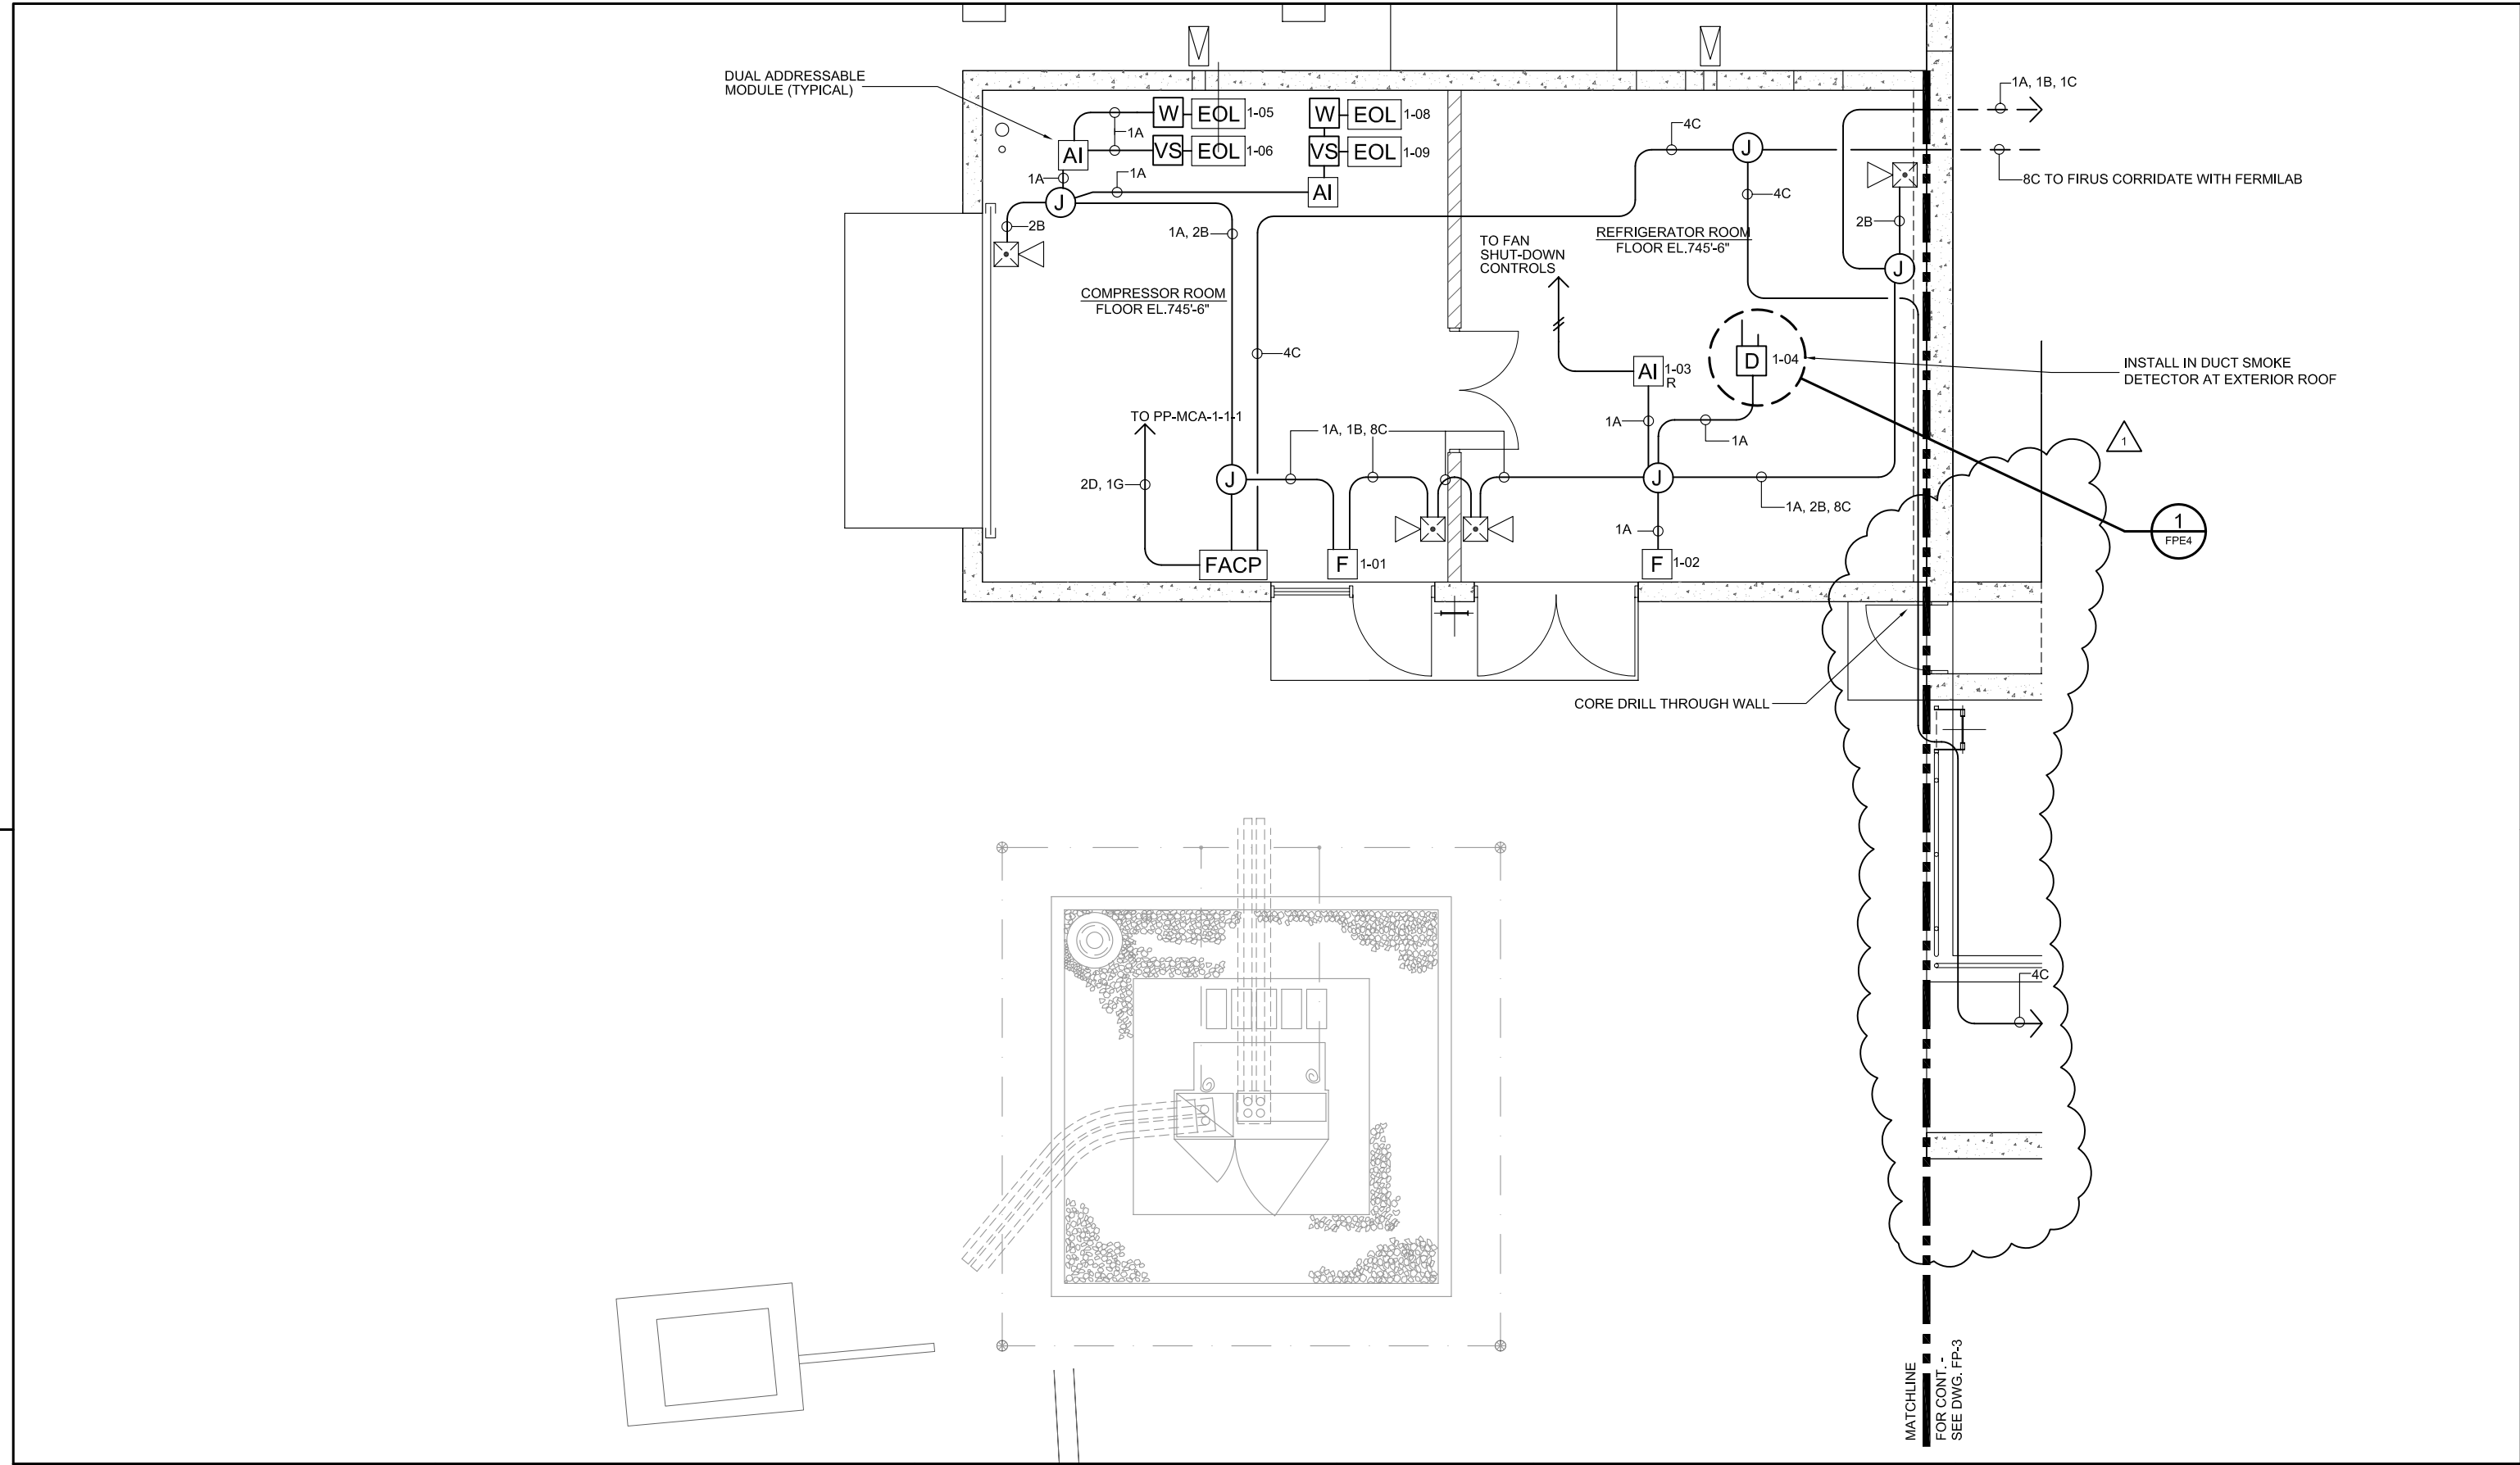 DUAL ADDRESSABLE
MODULE (TYPICAL)
W EOL 1-05
1A
AI VS EOL 1-06
W EOL 1-08
VS EOL 1-09
1A
1A
AI
J
2B
1A, 2B
4C
J
4C
1A, 1B, 1C
8C TO FIRUS CORRIDATE WITH FERMILAB
2B
J
TO FAN
SHUT-DOWN
CONTROLS
REFRIGERATOR ROOM
FLOOR EL.745'-6"
COMPRESSOR ROOM
FLOOR EL.745'-6"
4C
AI 1-03
R
D 1-04
INSTALL IN DUCT SMOKE
DETECTOR AT EXTERIOR ROOF
TO PP-MCA-1-1-1
1A, 1B, 8C
1A
1A
1
2D, 1G
J
J
1A, 2B, 8C
1A
1
FPE4
FACP
F 1-01
F 1-02
CORE DRILL THROUGH WALL
4C
MATCHLINE
FOR CONT. -
SEE DWG. FP-3